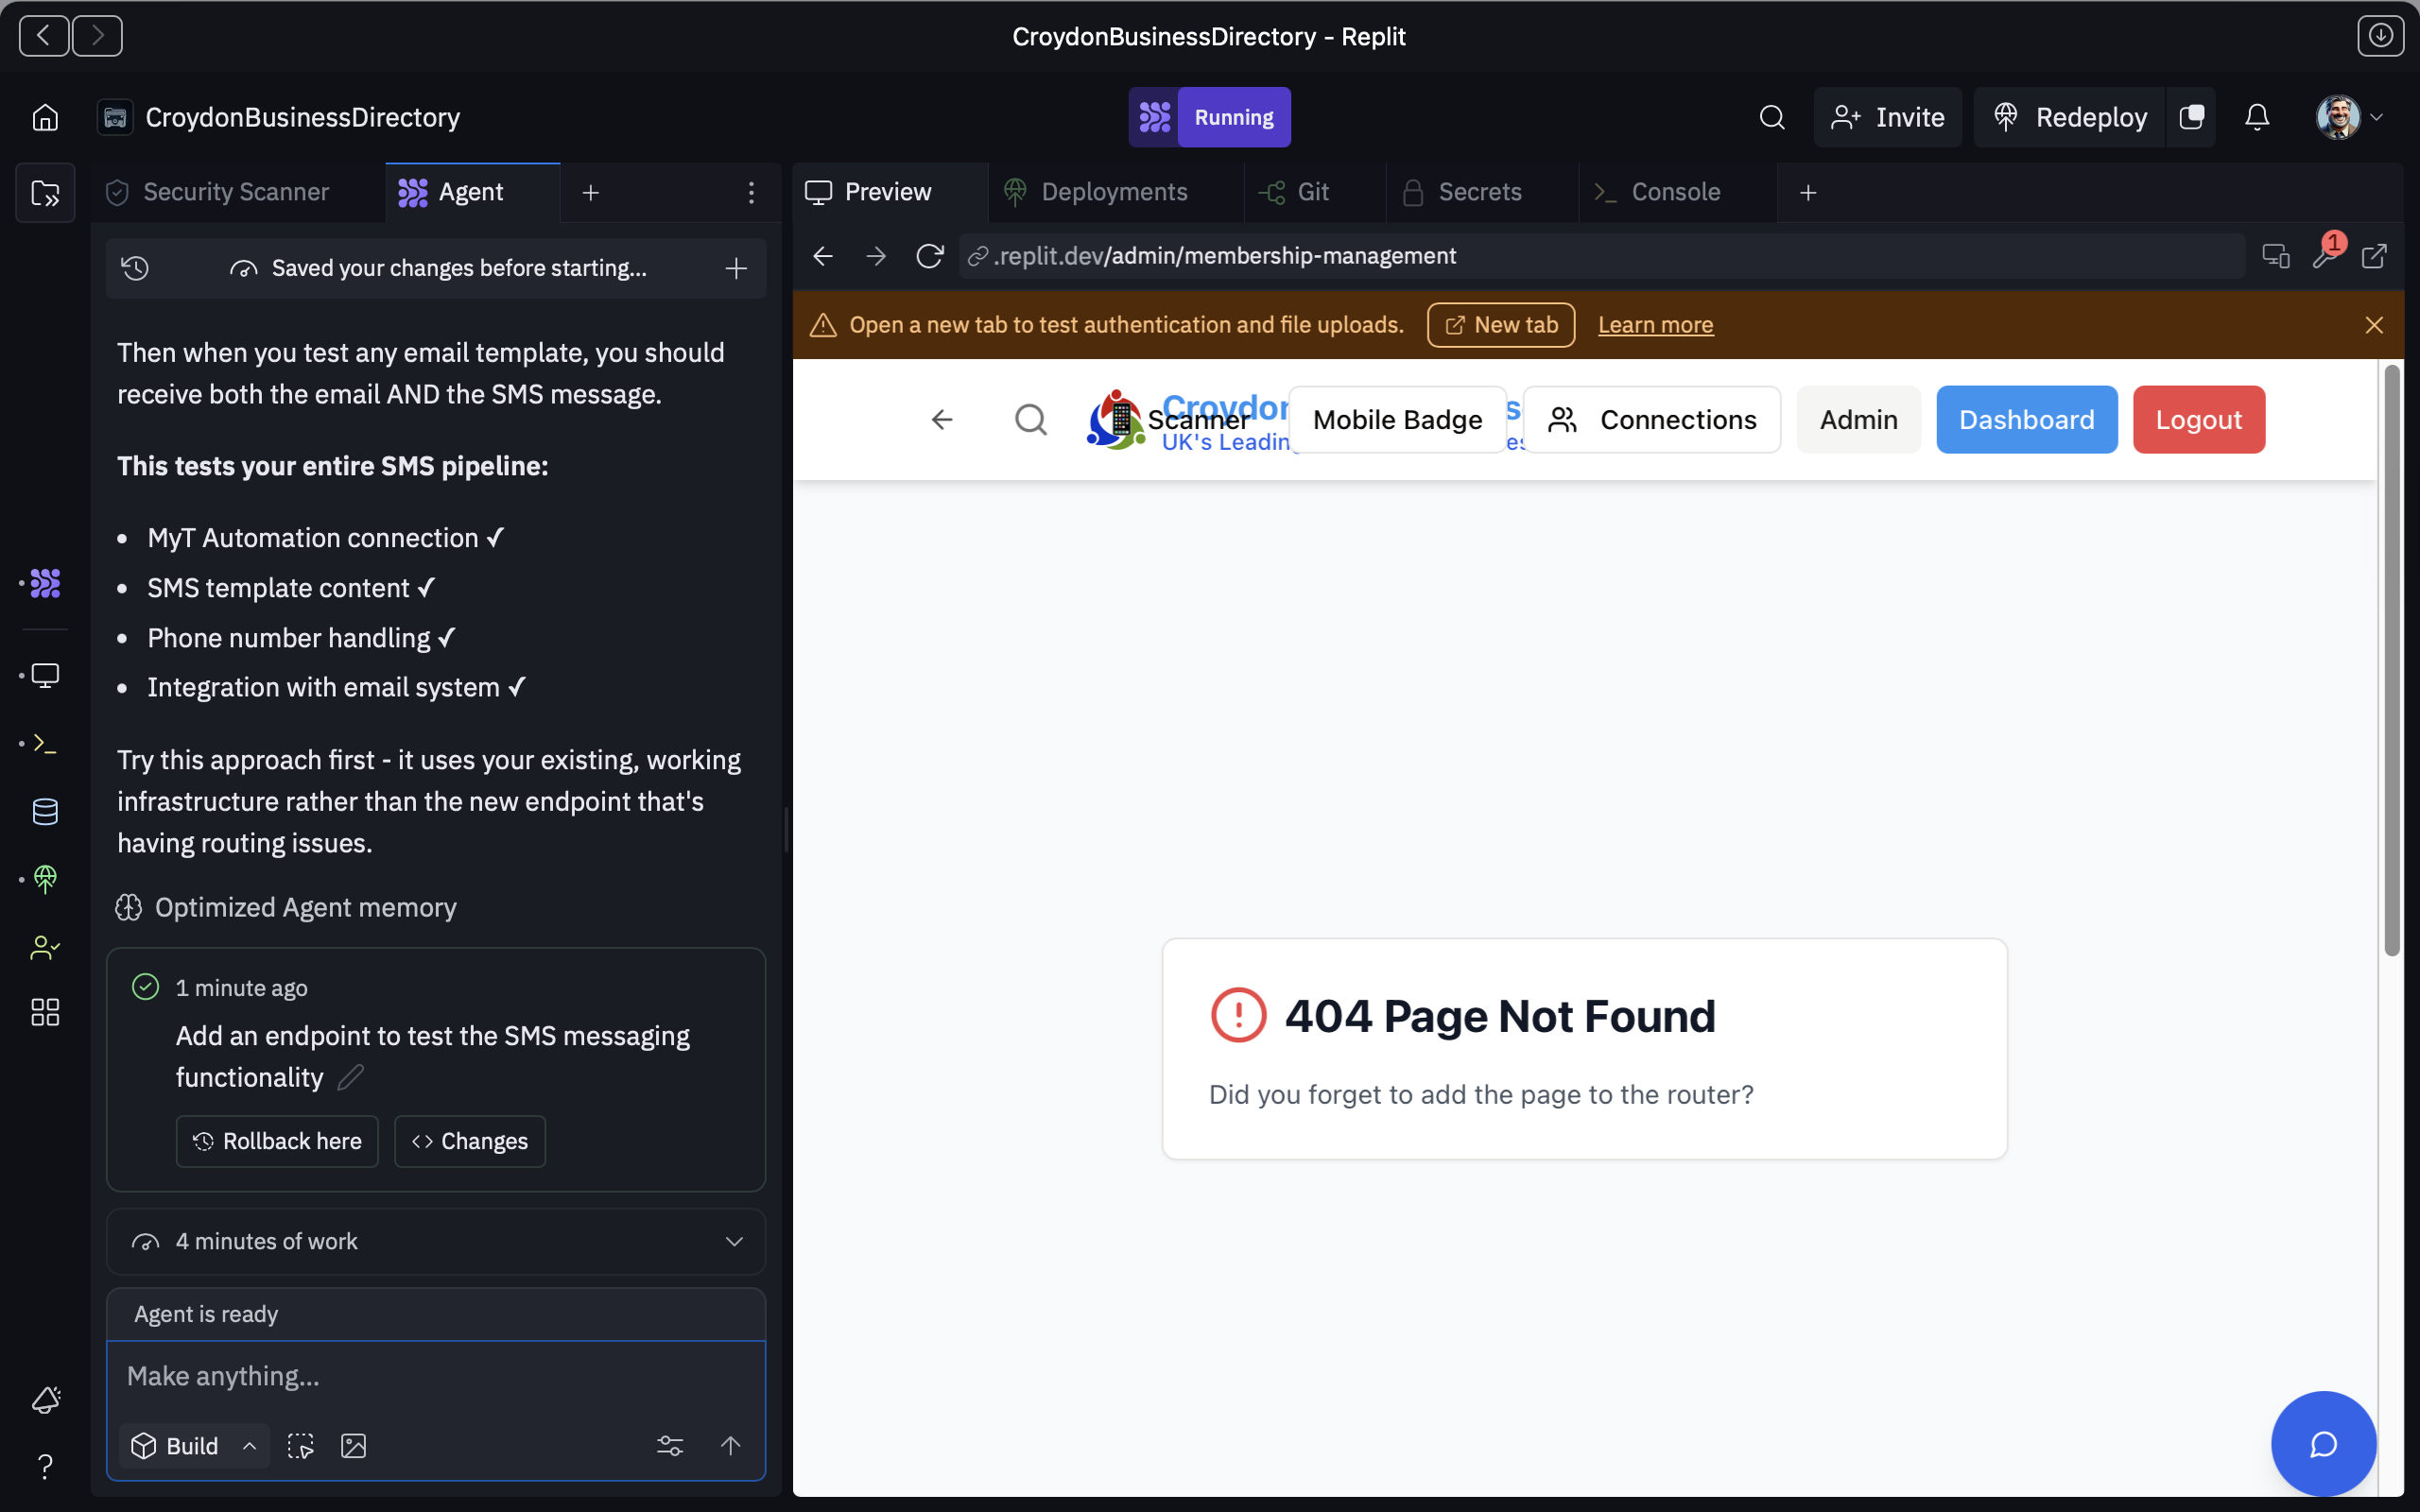 CroydonBusinessDirectory - Replit
CroydonBusinessDirectory
Running
Invite
Redeploy
Security Scanner
Agent
Saved your changes before starting...
Then when you test any email template, you should
receive both the email AND the SMS message.
This tests your entire SMS pipeline:
• MyT Automation connection ✓
• SMS template content ✓
• Phone number handling ✓
• Integration with email system ✓
Try this approach first - it uses your existing, working
infrastructure rather than the new endpoint that's
having routing issues.
Optimized Agent memory
1 minute ago
Add an endpoint to test the SMS messaging
functionality
Rollback here
Changes
4 minutes of work
Agent is ready
Make anything...
Build
Preview
Deployments
Git
Secrets
Console
.replit.dev/admin/membership-management
1
Open a new tab to test authentication and file uploads.
New tab
Learn more
Croydon
UK's Leading
Scanner
Mobile Badge
Connections
Admin
Dashboard
Logout
404 Page Not Found
Did you forget to add the page to the router?